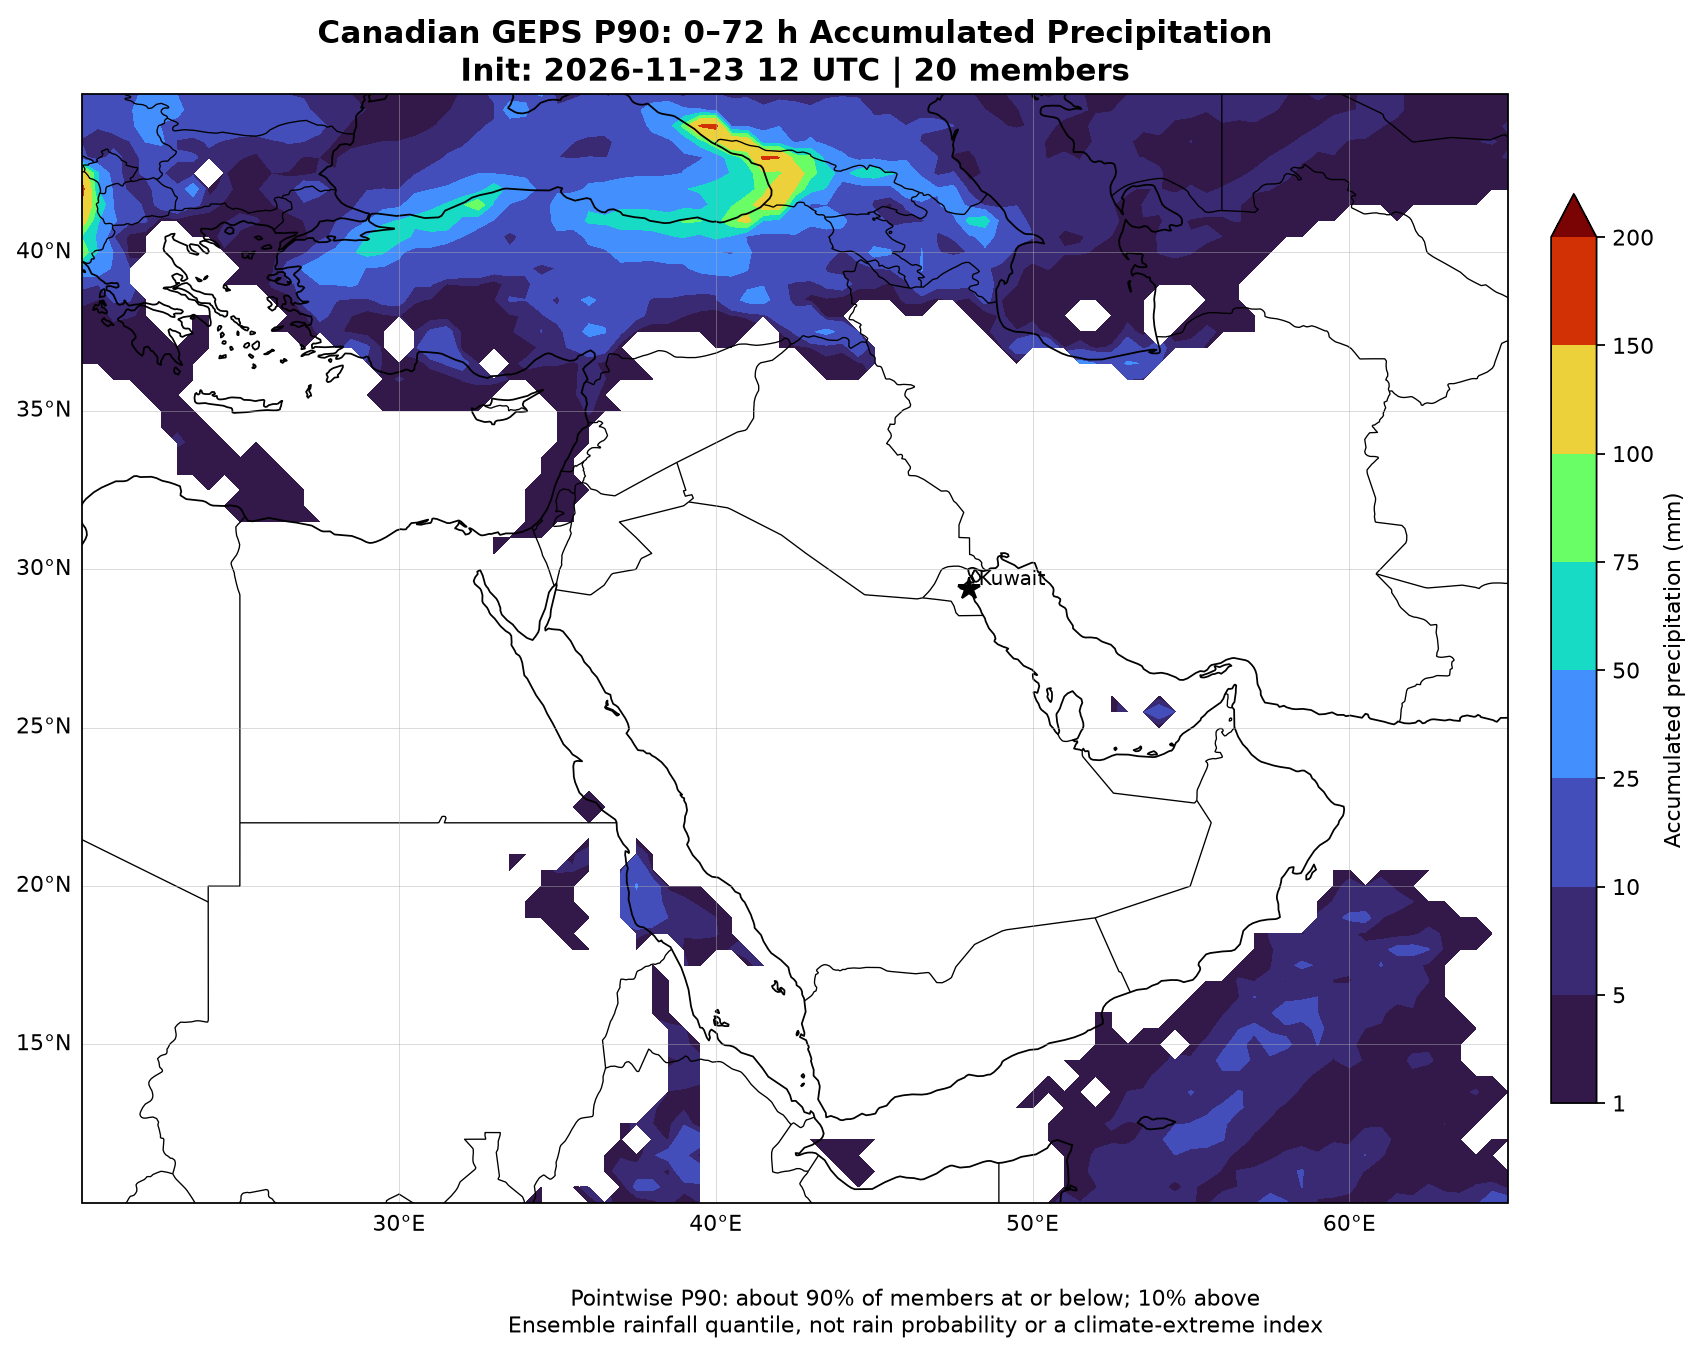 Canadian GEPS P90: 0–72 h Accumulated Precipitation
Init: 2026-11-23 12 UTC | 20 members
40°N
35°N
30°N
25°N
20°N
15°N
30°E
40°E
50°E
60°E
Kuwait
200
150
100
75
50
25
10
5
1
Accumulated precipitation (mm)
Pointwise P90: about 90% of members at or below; 10% above
Ensemble rainfall quantile, not rain probability or a climate-extreme index